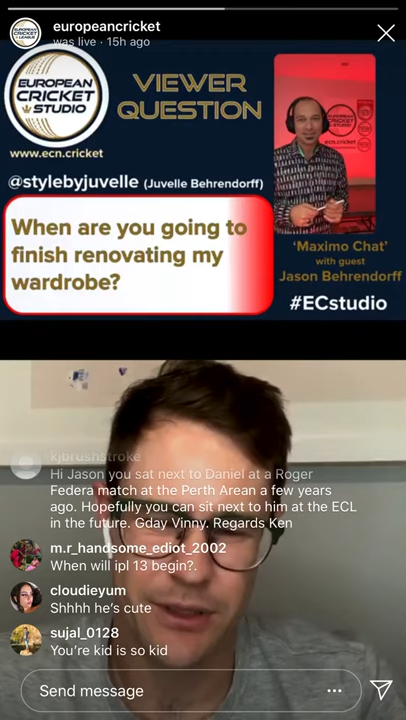 europeancricket
was live · 15h ago
EUROPEAN
CRICKET
STUDIO
www.ecn.cricket
VIEWER
QUESTION
@stylebyjuvelle (Juvelle Behrendorff)
When are you going to
finish renovating my
wardrobe?
'Maximo Chat'
with guest
Jason Behrendorff
#ECstudio
kjbrushstroke
Hi Jason you sat next to Daniel at a Roger
Federa match at the Perth Arean a few years
ago. Hopefully you can sit next to him at the ECL
in the future. Gday Vinny. Regards Ken
m.r_handsome_ediot_2002
When will ipl 13 begin?.
cloudieyum
Shhhh he's cute
sujal_0128
You're kid is so kid
Send message